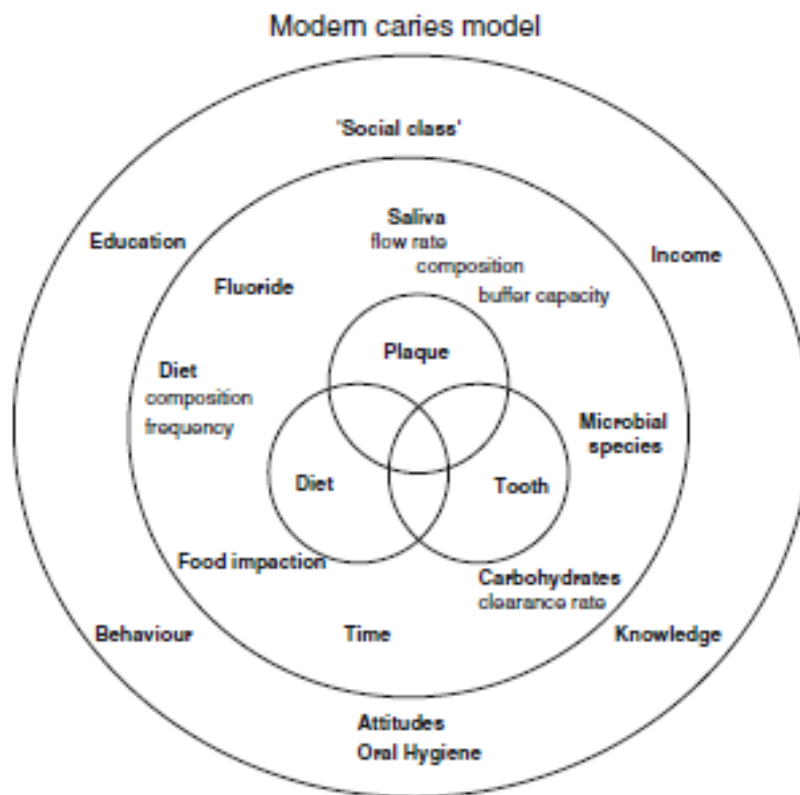 Modern caries model
'Social class'
Education
Income
Saliva
flow rate
composition
buffer capacity
Fluoride
Plaque
Diet
composition
frequency
Microbial
species
Diet
Tooth
Food impaction
Carbohydrates
clearance rate
Behaviour
Time
Knowledge
Attitudes
Oral Hygiene